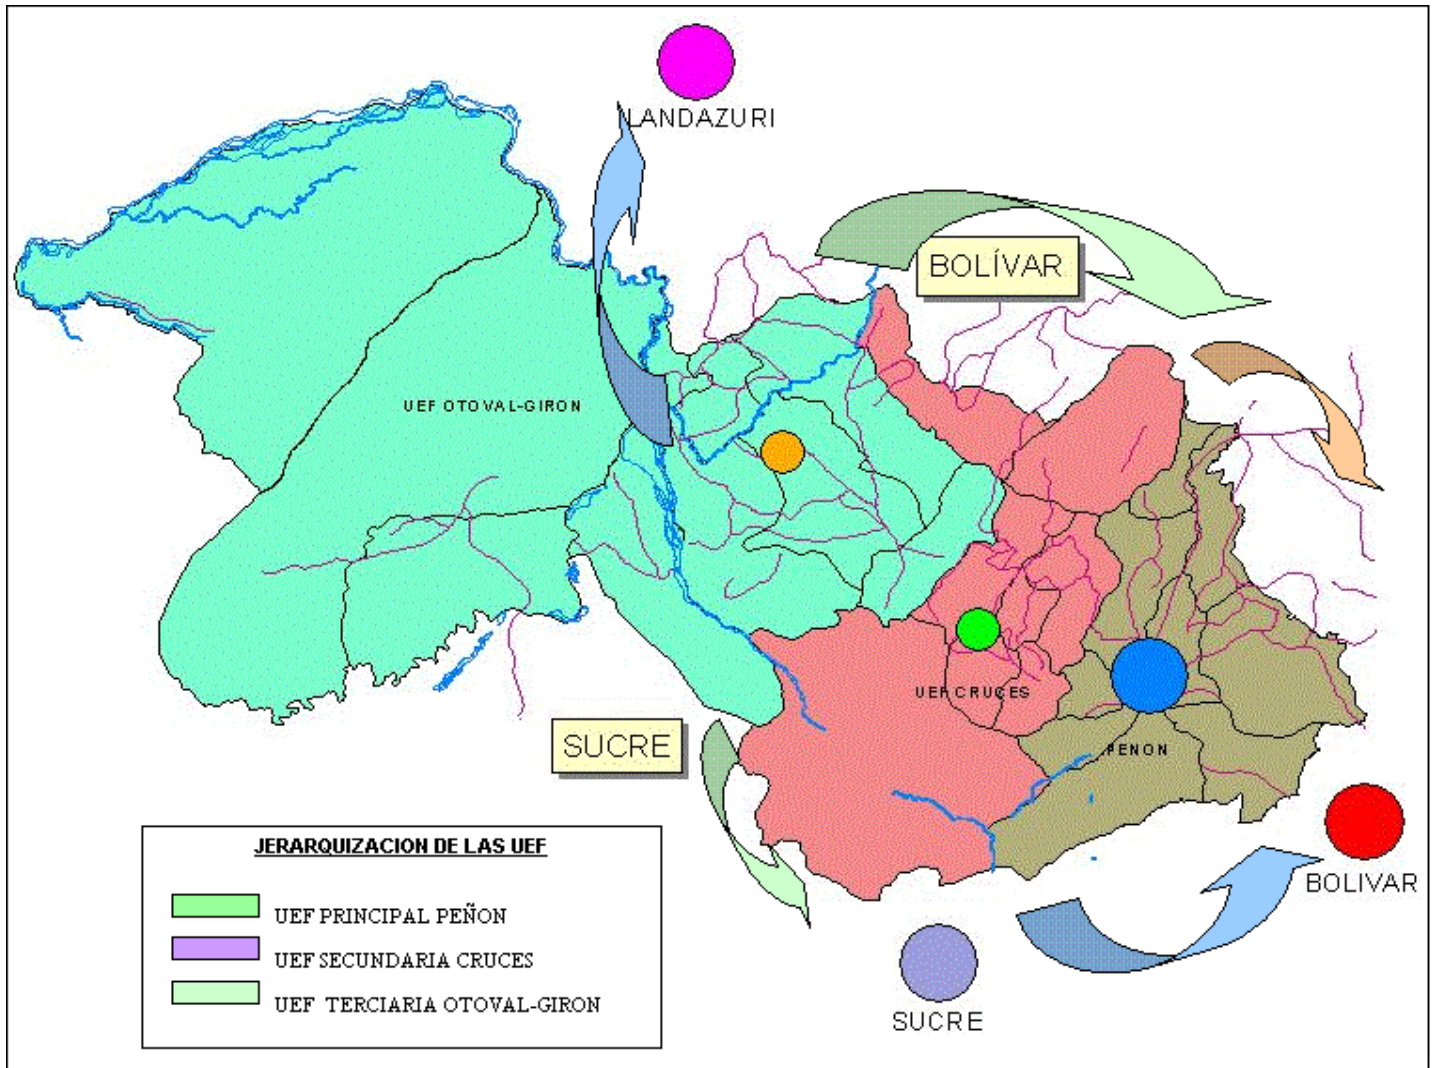 LANDAZURI
BOLÍVAR
UEF OTOVAL-GIRON
UEF CRUCES
PENON
SUCRE
BOLIVAR
SUCRE
JERARQUIZACION DE LAS UEF
UEF PRINCIPAL PEÑON
UEF SECUNDARIA CRUCES
UEF TERCIARIA OTOVAL-GIRON